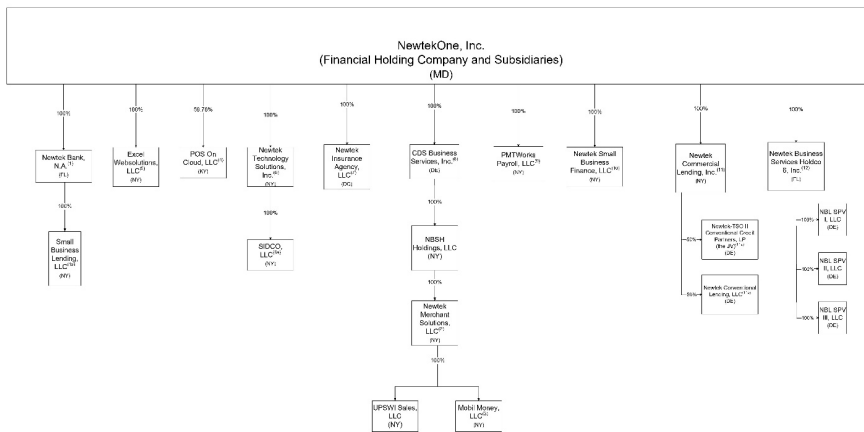 NewtekOne, Inc.
(Financial Holding Company and Subsidiaries)
(MD)
100%
100%
100%
100%
100%
100%
100%
100%
100%
Newtek Bank,
N.A.
(FL)
Excel
Websolutions,
LLC
(NY)
POS On
Cloud, LLC
(KY)
Newtek
Technology
Solutions,
Inc.
(NY)
Newtek
Insurance
Agency,
LLC
(DC)
CDS Business
Services, Inc.
(DE)
PMTWorks
Payroll, LLC
(NY)
Newtek Small
Business
Finance, LLC
(NY)
Newtek
Commercial
Lending, Inc.
(NY)
Newtek Business
Services Holdco
6, Inc.
(FL)
100%
100%
100%
Small
Business
Lending,
LLC
(NY)
SIDCO,
LLC
(NY)
NBSH
Holdings, LLC
(NY)
Newtek-TSO II
Conventional Credit
Partners, LP
(the JV)
(DE)
Newtek Conventional
Lending, LLC
(DE)
100%
NBL SPV
I, LLC
(DE)
100%
NBL SPV
II, LLC
(DE)
100%
NBL SPV
III, LLC
(DE)
100%
Newtek
Merchant
Solutions,
LLC
(NY)
100%
UPSWI Sales,
LLC
(NY)
Mobil Money,
LLC
(NY)